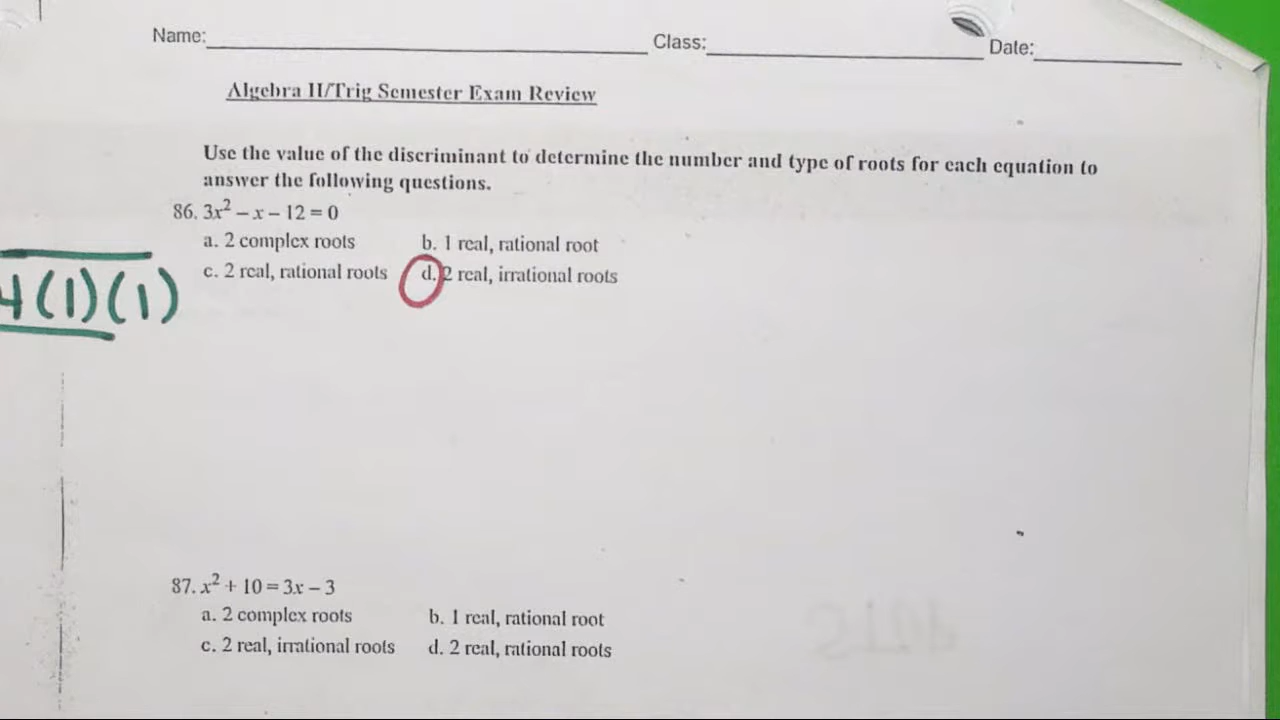 Name: Class: Date:
Algebra II/Trig Semester Exam Review
Use the value of the discriminant to determine the number and type of roots for each equation to
answer the following questions.
86. 3x² – x – 12 = 0
a. 2 complex roots b. 1 real, rational root
c. 2 real, rational roots d. 2 real, irrational roots
4(1)(1)
87. x² + 10 = 3x – 3
a. 2 complex roots b. 1 real, rational root
c. 2 real, irrational roots d. 2 real, rational roots